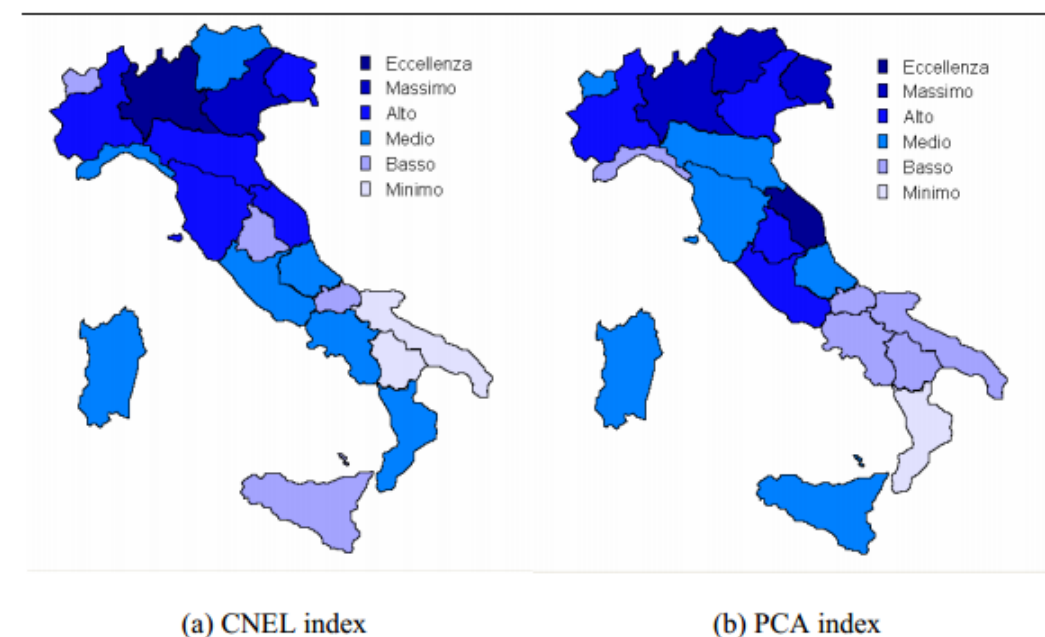 Eccellenza
Massimo
Alto
Medio
Basso
Minimo
Eccellenza
Massimo
Alto
Medio
Basso
Minimo
(a) CNEL index
(b) PCA index